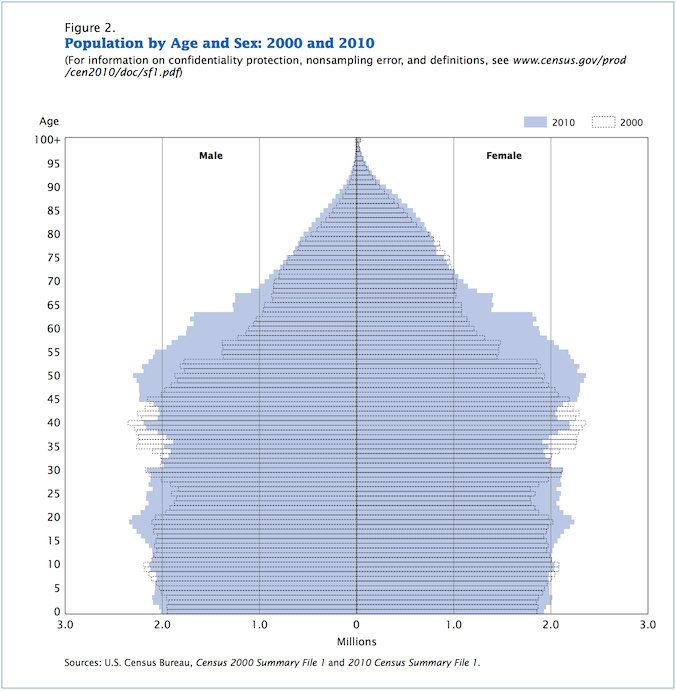 Figure 2.
Population by Age and Sex: 2000 and 2010
(For information on confidentiality protection, nonsampling error, and definitions, see www.census.gov/prod
/cen2010/doc/sf1.pdf)
Age
2010 2000
100+
Male Female
95
90
85
80
75
70
65
60
55
50
45
40
35
30
25
20
15
10
5
0
3.0 2.0 1.0 0 1.0 2.0 3.0
Millions
Sources: U.S. Census Bureau, Census 2000 Summary File 1 and 2010 Census Summary File 1.